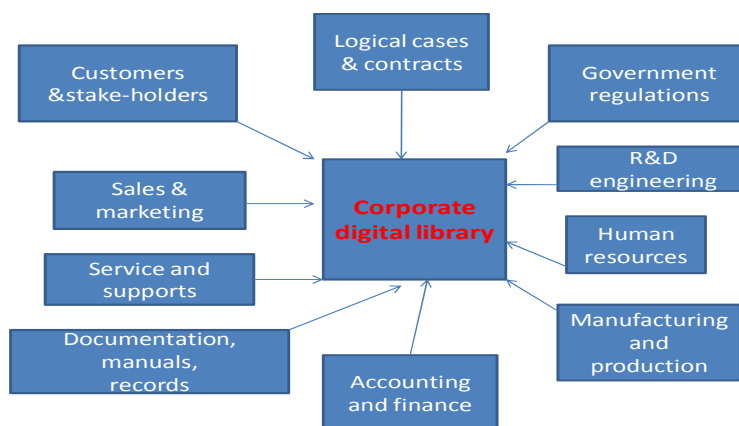 Logical cases
& contracts
Customers
&stake-holders
Government
regulations
R&D
engineering
Sales &
marketing
Corporate
digital library
Human
resources
Service and
supports
Documentation,
manuals,
records
Manufacturing
and
production
Accounting
and finance